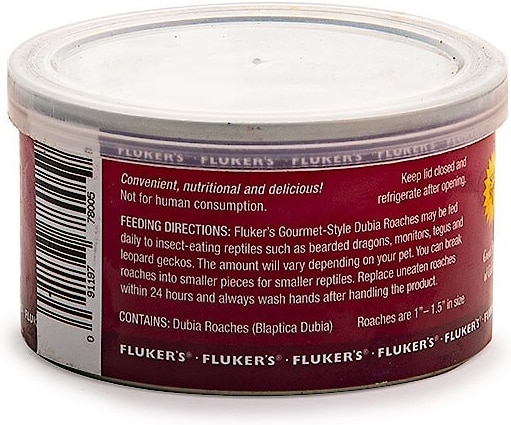 FLUKER'S FLUKER'S FLUKER'S FLUKER'S FLUKER'S
Convenient, nutritional and delicious!
Not for human consumption.
Keep lid closed and
refrigerate after opening.
FEEDING DIRECTIONS: Fluker's Gourmet-Style Dubia Roaches may be fed
daily to insect-eating reptiles such as bearded dragons, monitors, tegus and
leopard geckos. The amount will vary depending on your pet. You can break
roaches into smaller pieces for smaller reptiles. Replace uneaten roaches
within 24 hours and always wash hands after handling the product.
CONTAINS: Dubia Roaches (Blaptica Dubia)
Roaches are 1"– 1.5" in size
FLUKER'S® · FLUKER'S® · FLUKER'S® · FLUKER'S® · FLUKER'S®
0 91197 78005